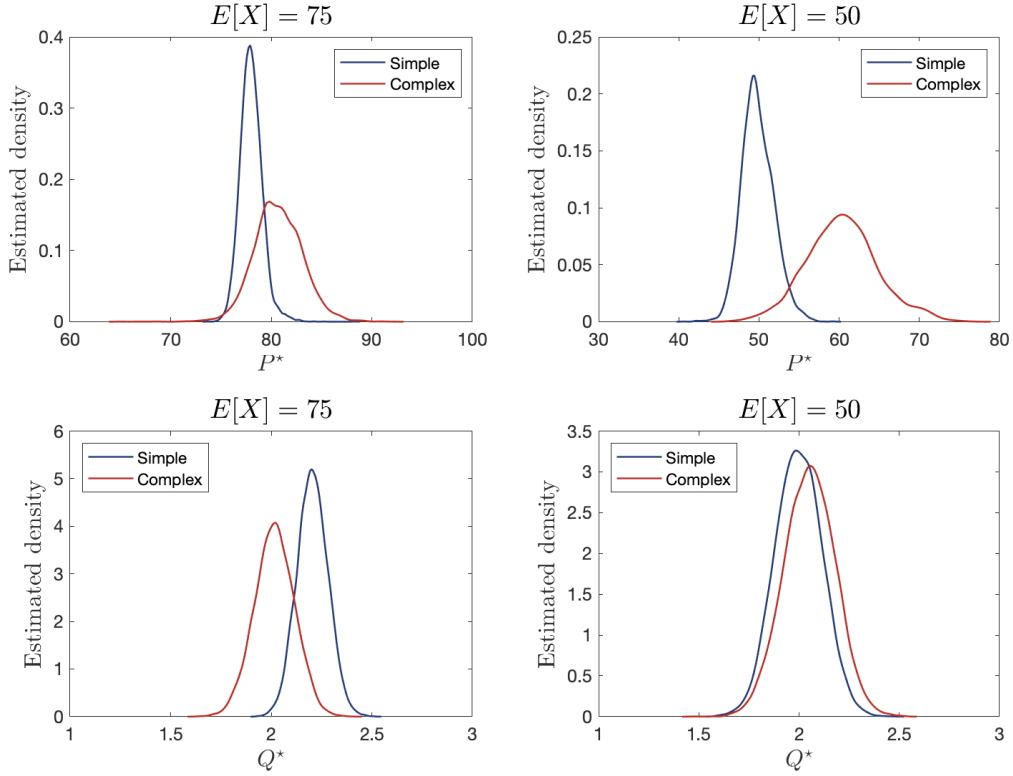 E[X] = 75
Estimated density
0.4
0.3
0.2
0.1
0
60
70
80
90
100
P⋆
Simple
Complex
E[X] = 50
Estimated density
0.25
0.2
0.15
0.1
0.05
0
30
40
50
60
70
80
P⋆
Simple
Complex
E[X] = 75
Estimated density
6
5
4
3
2
1
0
1
1.5
2
2.5
3
Q⋆
Simple
Complex
E[X] = 50
Estimated density
3.5
3
2.5
2
1.5
1
0.5
0
1
1.5
2
2.5
3
Q⋆
Simple
Complex